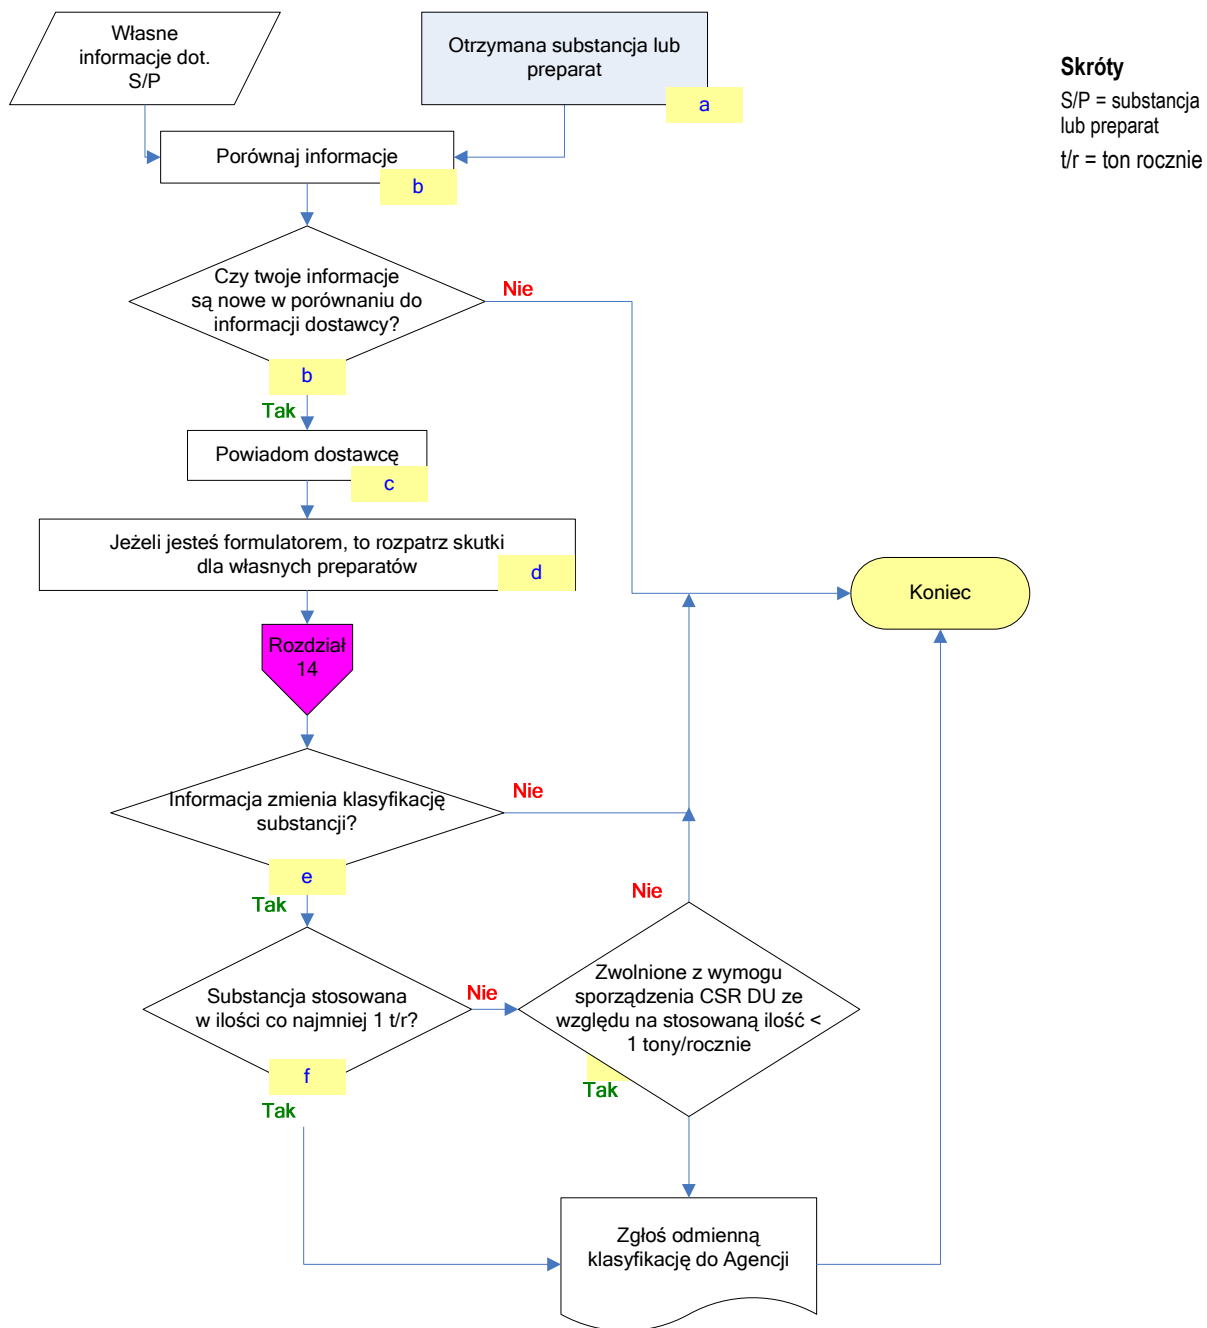 Własne
informacje dot.
S/P
Otrzymana substancja lub
preparat
a
Skróty
S/P = substancja
lub preparat
t/r = ton rocznie
Porównaj informacje
b
Czy twoje informacje
są nowe w porównaniu do
informacji dostawcy?
Nie
b
Tak
Powiadom dostawcę
c
Jeżeli jesteś formulatorem, to rozpatrz skutki
dla własnych preparatów
d
Koniec
Rozdział
14
Informacja zmienia klasyfikację
substancji?
Nie
e
Tak
Nie
Substancja stosowana
w ilości co najmniej 1 t/r?
Nie
Zwolnione z wymogu
sporządzenia CSR DU ze
względu na stosowaną ilość <
1 tony/rocznie
f
Tak
Tak
Zgłoś odmienną
klasyfikację do Agencji